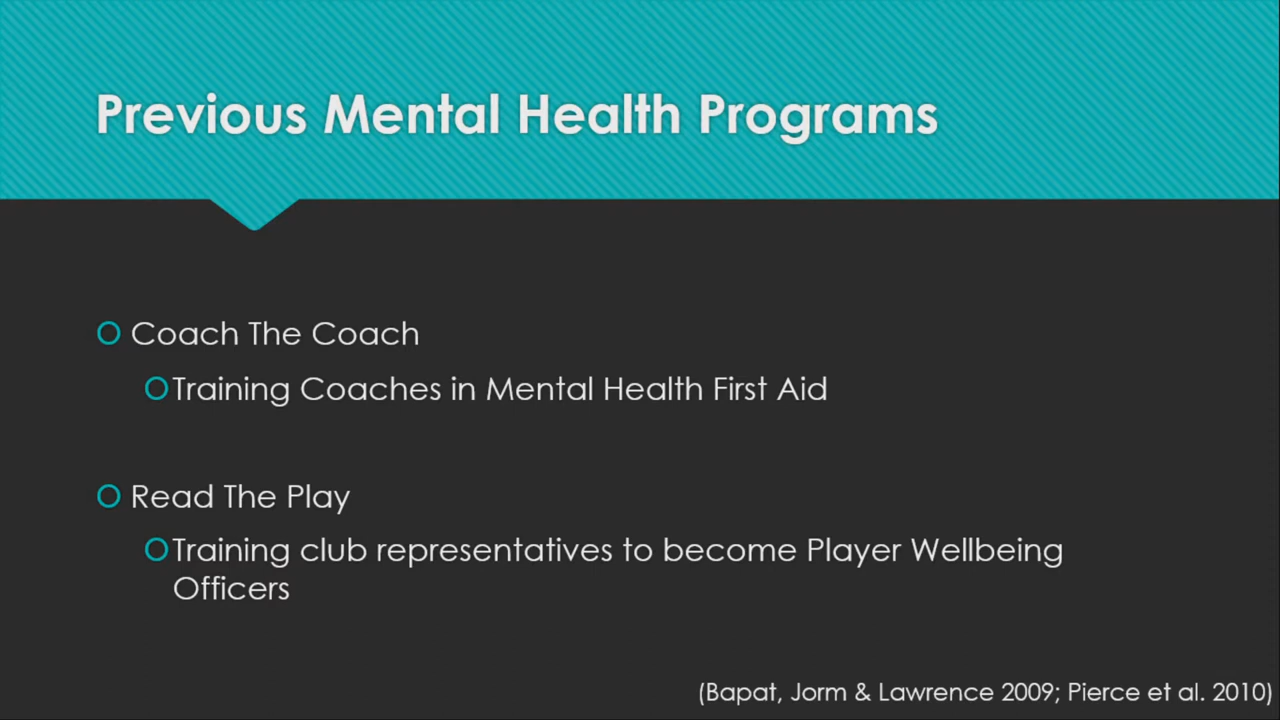 Previous Mental Health Programs
Coach The Coach
Training Coaches in Mental Health First Aid
Read The Play
Training club representatives to become Player Wellbeing
Officers
(Bapat, Jorm & Lawrence 2009; Pierce et al. 2010)